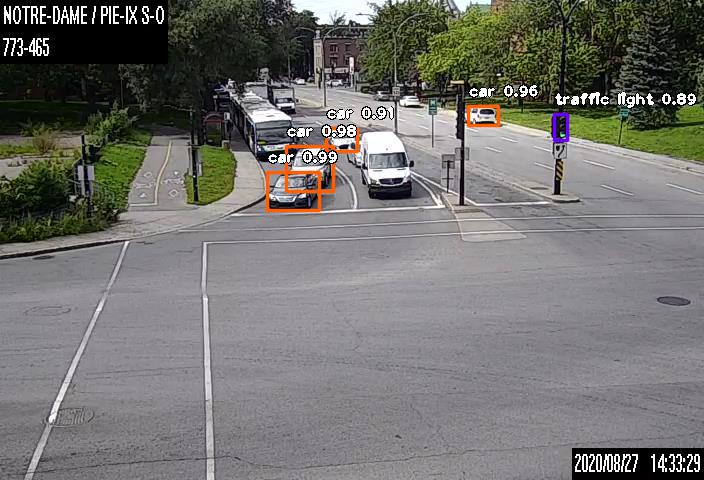 NOTRE-DAME / PIE-IX S-O
773-465
car 0.96
traffic light 0.89
car 0.91
car 0.98
car 0.99
2020/08/27 14:33:29